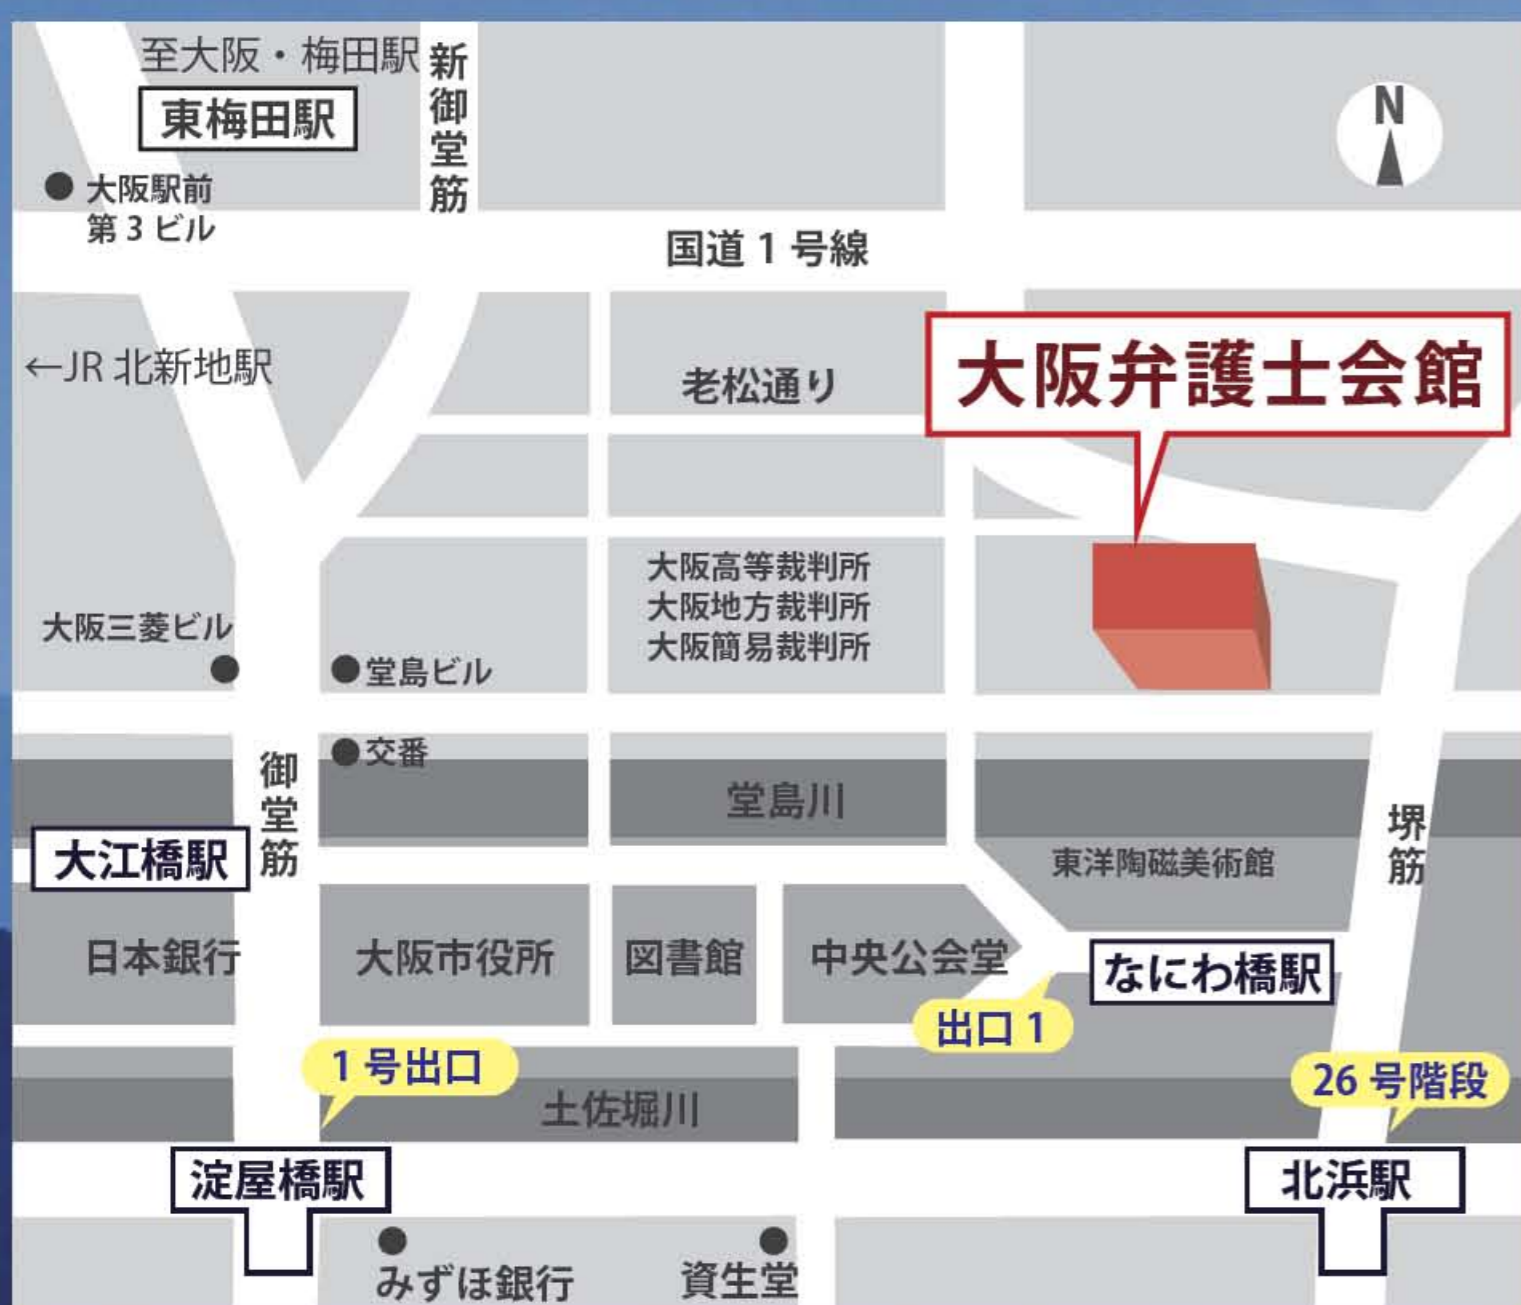 至大阪・梅田駅
東梅田駅
新御堂筋
N
大阪駅前
第3ビル
国道1号線
←JR 北新地駅
老松通り
大阪弁護士会館
大阪高等裁判所
大阪地方裁判所
大阪簡易裁判所
大阪三菱ビル
堂島ビル
交番
御堂筋
堂島川
堺筋
大江橋駅
東洋陶磁美術館
日本銀行
大阪市役所
図書館
中央公会堂
なにわ橋駅
出口1
1号出口
26号階段
土佐堀川
淀屋橋駅
北浜駅
みずほ銀行
資生堂